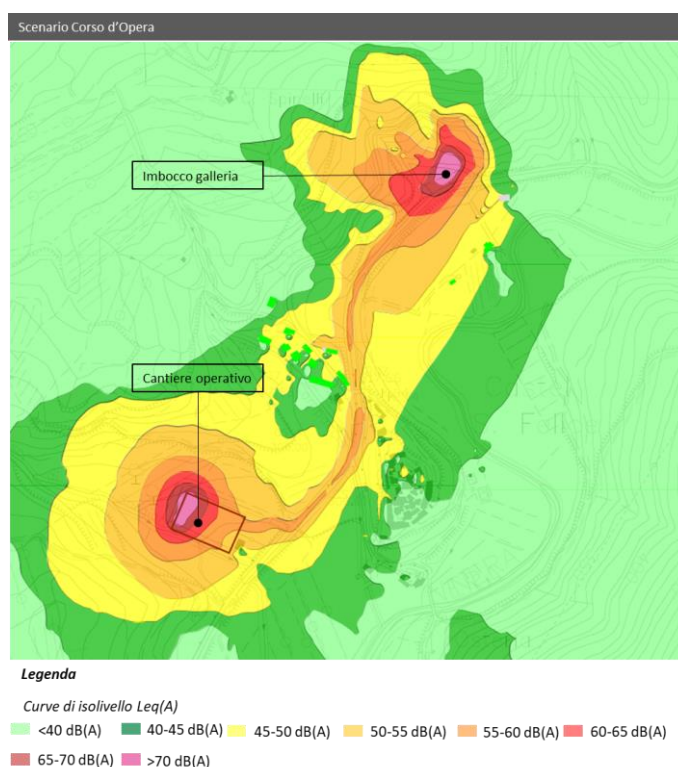 Scenario Corso d'Opera
Imbocco galleria
Cantiere operativo
Legenda
Curve di isolivello Leq(A)
<40 dB(A) 40-45 dB(A) 45-50 dB(A) 50-55 dB(A) 55-60 dB(A) 60-65 dB(A)
65-70 dB(A) >70 dB(A)